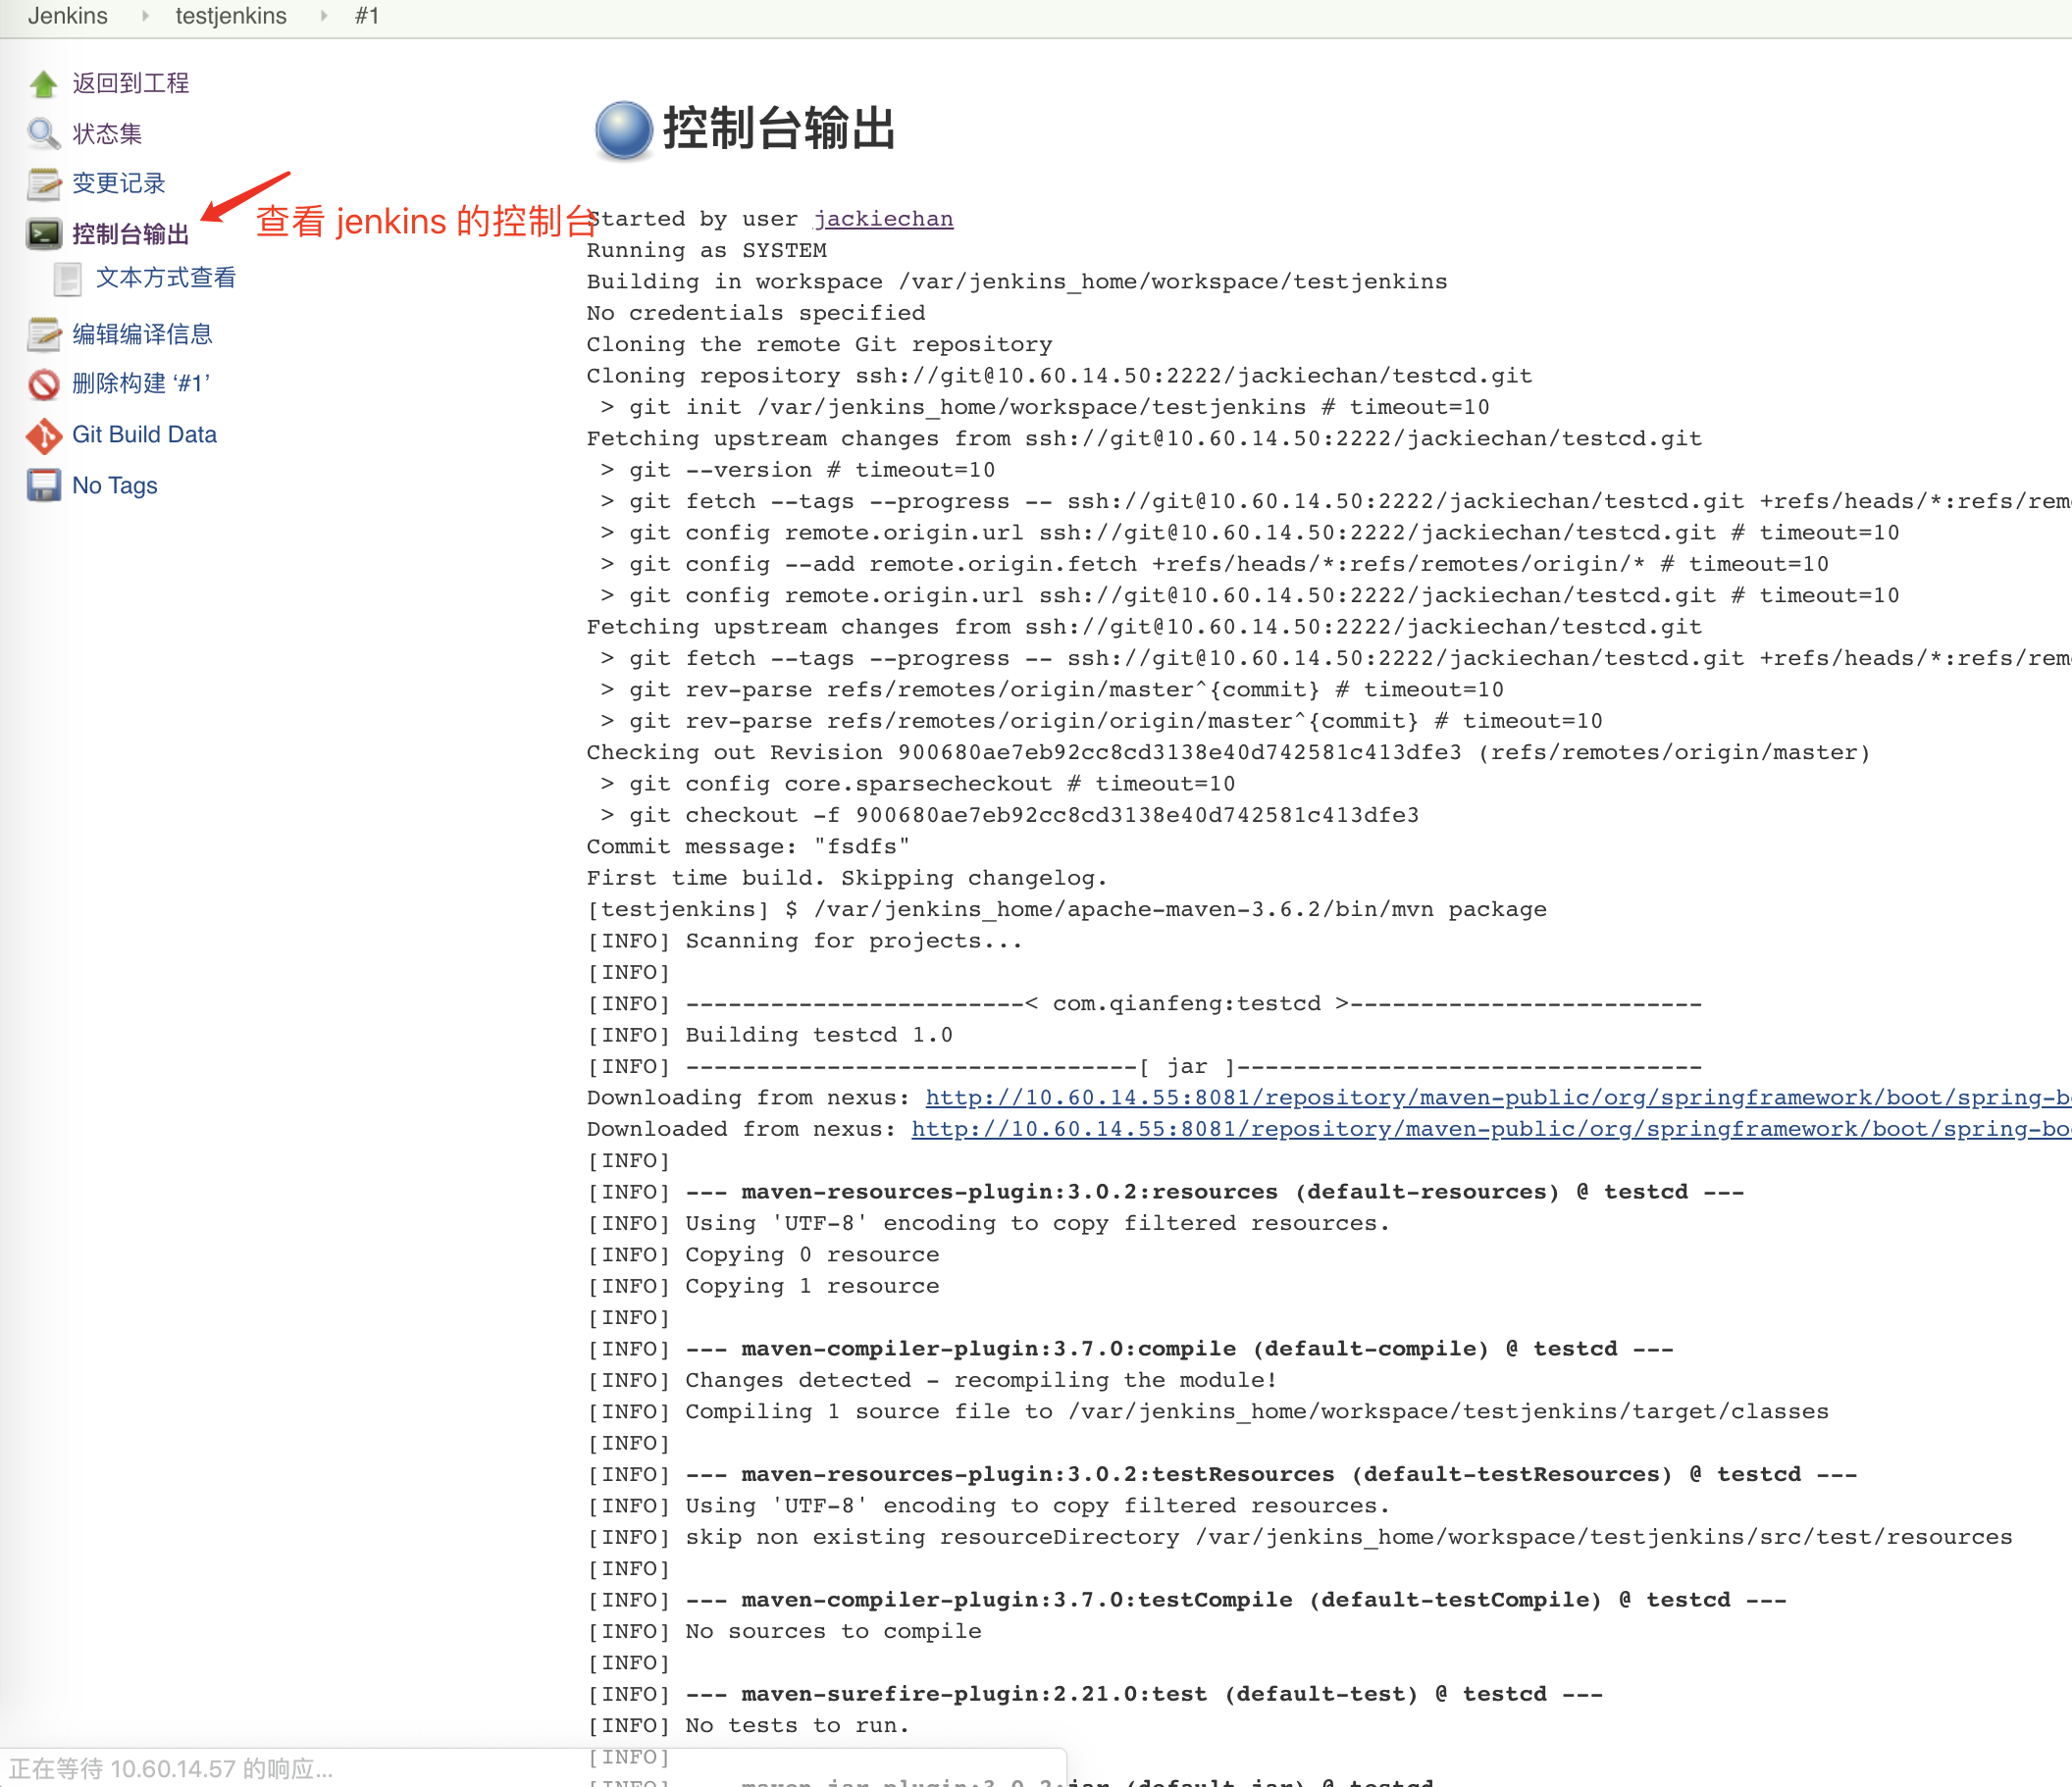 Jenkins testjenkins #1
返回到工程
状态集
变更记录
控制台输出
文本方式查看
编辑编译信息
删除构建 ‘#1’
Git Build Data
No Tags
查看 jenkins 的控制台
控制台输出
Started by user jackiechan
Running as SYSTEM
Building in workspace /var/jenkins_home/workspace/testjenkins
No credentials specified
Cloning the remote Git repository
Cloning repository ssh://git@10.60.14.50:2222/jackiechan/testcd.git
 > git init /var/jenkins_home/workspace/testjenkins # timeout=10
Fetching upstream changes from ssh://git@10.60.14.50:2222/jackiechan/testcd.git
 > git --version # timeout=10
 > git fetch --tags --progress -- ssh://git@10.60.14.50:2222/jackiechan/testcd.git +refs/heads/*:refs/rem
 > git config remote.origin.url ssh://git@10.60.14.50:2222/jackiechan/testcd.git # timeout=10
 > git config --add remote.origin.fetch +refs/heads/*:refs/remotes/origin/* # timeout=10
 > git config remote.origin.url ssh://git@10.60.14.50:2222/jackiechan/testcd.git # timeout=10
Fetching upstream changes from ssh://git@10.60.14.50:2222/jackiechan/testcd.git
 > git fetch --tags --progress -- ssh://git@10.60.14.50:2222/jackiechan/testcd.git +refs/heads/*:refs/rem
 > git rev-parse refs/remotes/origin/master^{commit} # timeout=10
 > git rev-parse refs/remotes/origin/origin/master^{commit} # timeout=10
Checking out Revision 900680ae7eb92cc8cd3138e40d742581c413dfe3 (refs/remotes/origin/master)
 > git config core.sparsecheckout # timeout=10
 > git checkout -f 900680ae7eb92cc8cd3138e40d742581c413dfe3
Commit message: "fsdfs"
First time build. Skipping changelog.
[testjenkins] $ /var/jenkins_home/apache-maven-3.6.2/bin/mvn package
[INFO] Scanning for projects...
[INFO]
[INFO] ------------------------< com.qianfeng:testcd >-------------------------
[INFO] Building testcd 1.0
[INFO] --------------------------------[ jar ]---------------------------------
Downloading from nexus: http://10.60.14.55:8081/repository/maven-public/org/springframework/boot/spring-b
Downloaded from nexus: http://10.60.14.55:8081/repository/maven-public/org/springframework/boot/spring-bo
[INFO]
[INFO] --- maven-resources-plugin:3.0.2:resources (default-resources) @ testcd ---
[INFO] Using 'UTF-8' encoding to copy filtered resources.
[INFO] Copying 0 resource
[INFO] Copying 1 resource
[INFO]
[INFO] --- maven-compiler-plugin:3.7.0:compile (default-compile) @ testcd ---
[INFO] Changes detected - recompiling the module!
[INFO] Compiling 1 source file to /var/jenkins_home/workspace/testjenkins/target/classes
[INFO]
[INFO] --- maven-resources-plugin:3.0.2:testResources (default-testResources) @ testcd ---
[INFO] Using 'UTF-8' encoding to copy filtered resources.
[INFO] skip non existing resourceDirectory /var/jenkins_home/workspace/testjenkins/src/test/resources
[INFO]
[INFO] --- maven-compiler-plugin:3.7.0:testCompile (default-testCompile) @ testcd ---
[INFO] No sources to compile
[INFO]
[INFO] --- maven-surefire-plugin:2.21.0:test (default-test) @ testcd ---
[INFO] No tests to run.
[INFO]
[INFO] --- maven-jar-plugin:3.0.2:jar (default-jar) @ testcd
正在等待 10.60.14.57 的响应...